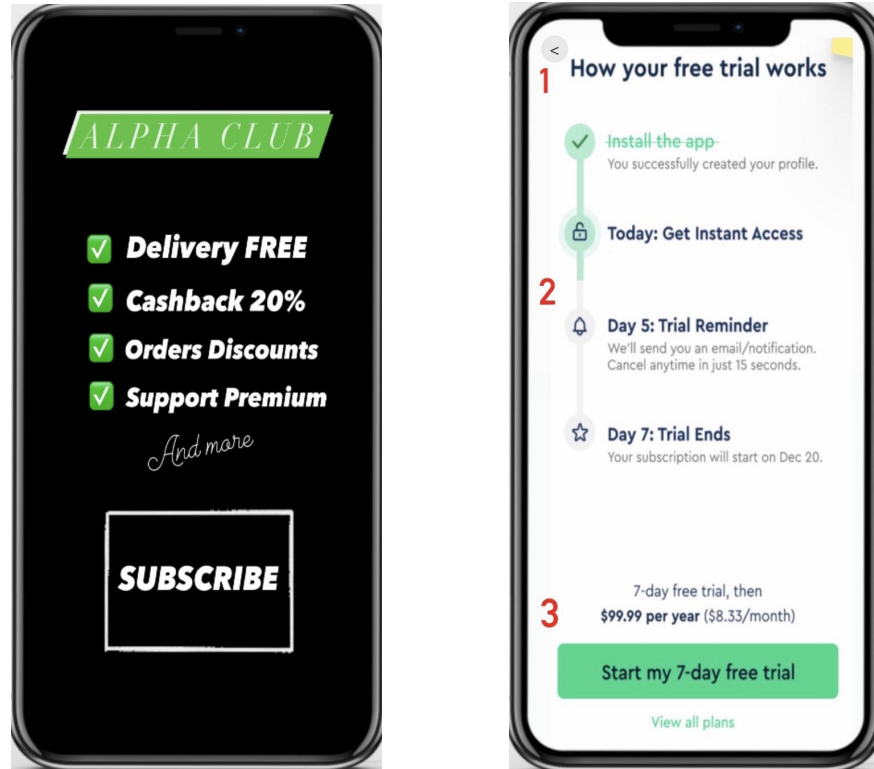 ALPHA CLUB
Delivery FREE
Cashback 20%
Orders Discounts
Support Premium
And more
SUBSCRIBE
<
1
How your free trial works
Install the app
You successfully created your profile.
Today: Get Instant Access
2
Day 5: Trial Reminder
We'll send you an email/notification.
Cancel anytime in just 15 seconds.
Day 7: Trial Ends
Your subscription will start on Dec 20.
3
7-day free trial, then
$99.99 per year ($8.33/month)
Start my 7-day free trial
View all plans